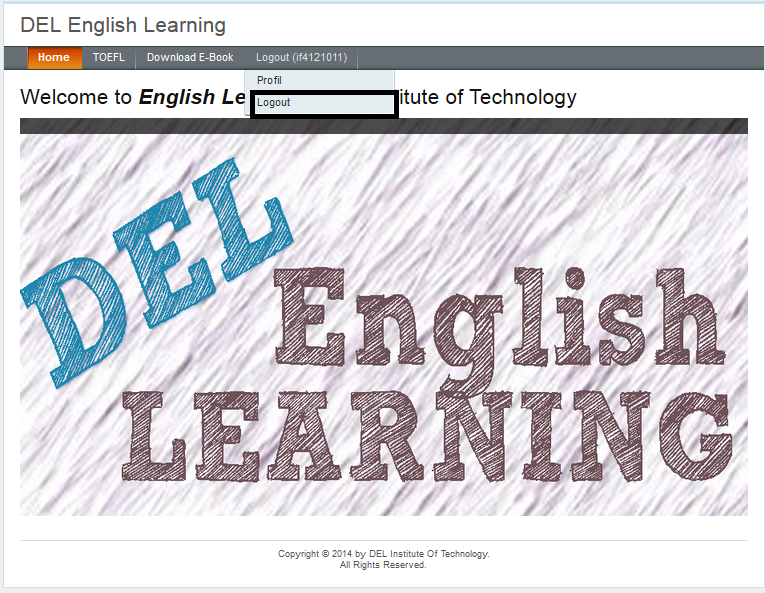 DEL English Learning
Home TOEFL Download E-Book Logout (if4121011)
Profil
Logout
Welcome to English Le itute of Technology
DEL
English
LEARNING
Copyright © 2014 by DEL Institute Of Technology.
All Rights Reserved.